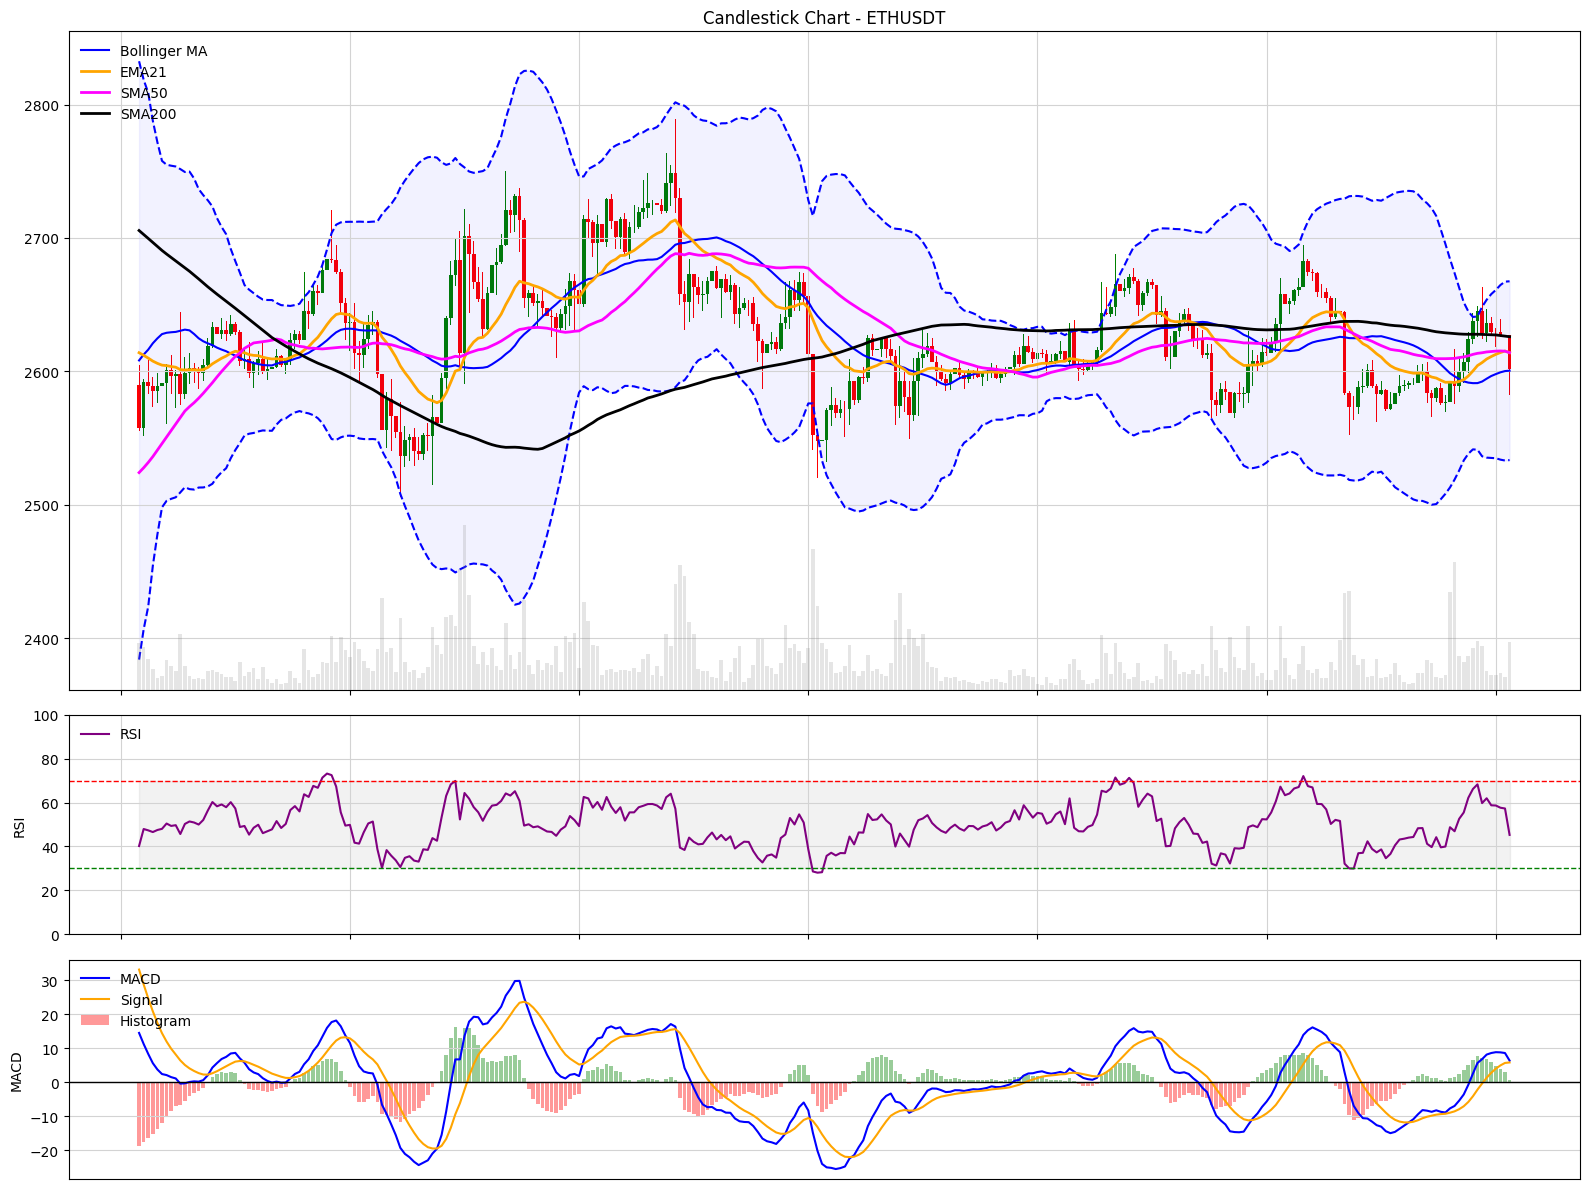 Candlestick Chart - ETHUSDT
Bollinger MA
EMA21
SMA50
SMA200
2800
2700
2600
2500
2400
RSI
100
80
60
40
20
0
RSI
MACD
Signal
Histogram
30
20
10
0
−10
−20
MACD